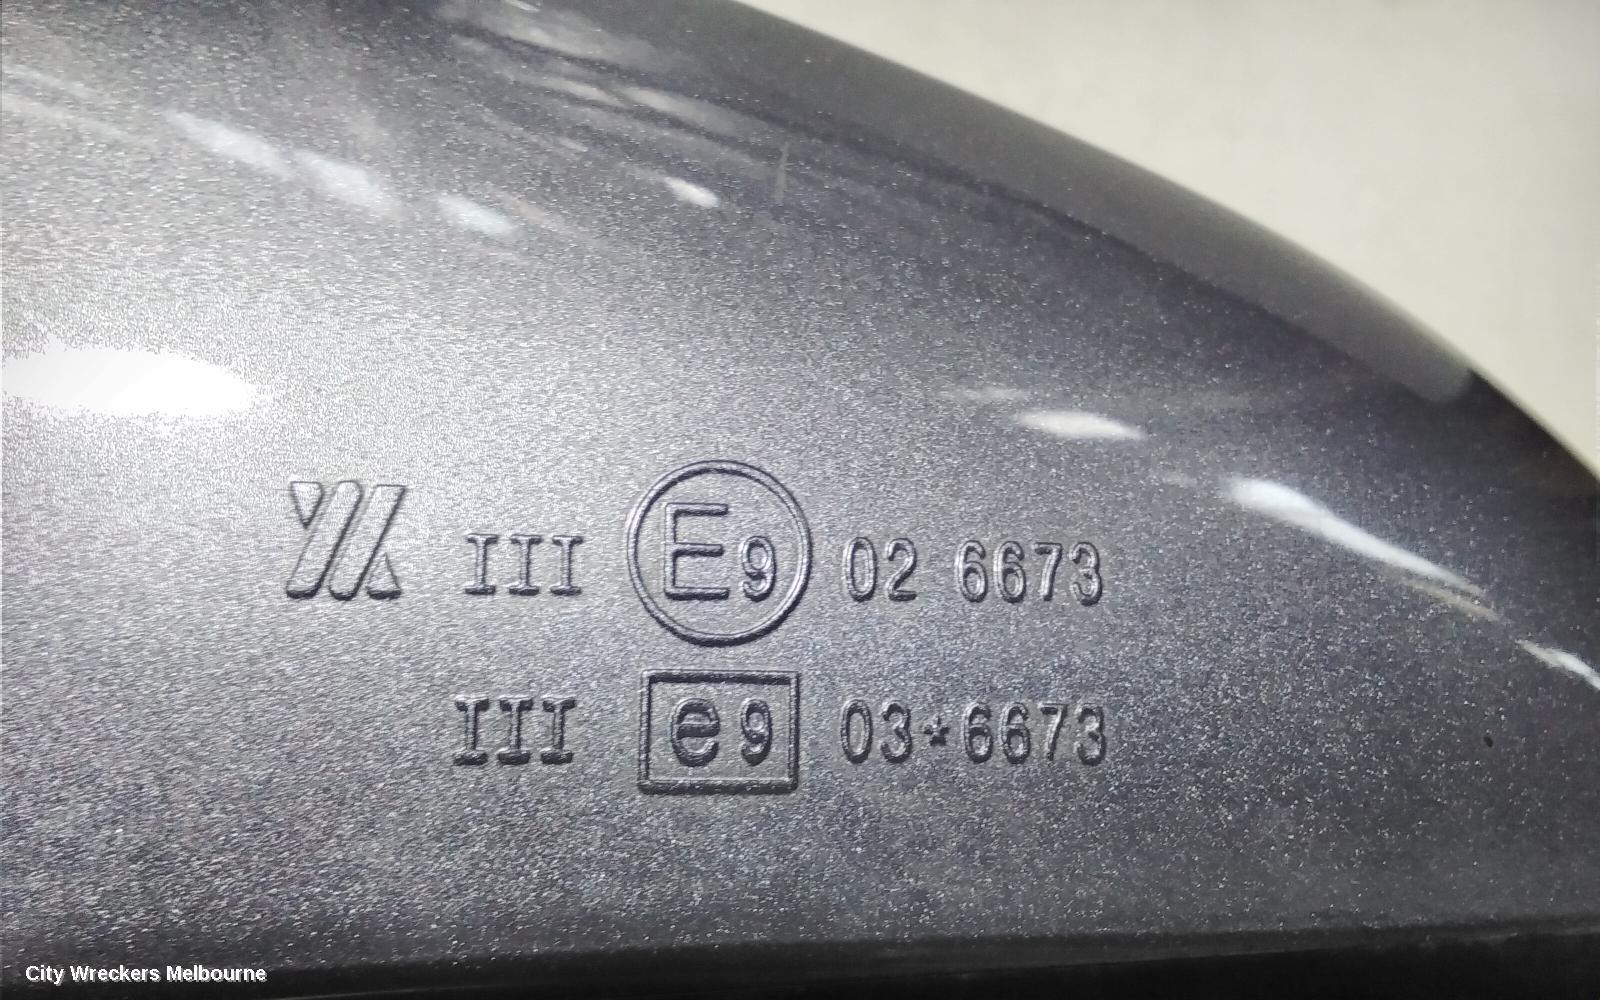 III E9 02 6673
III e9 03*6673
City Wreckers Melbourne